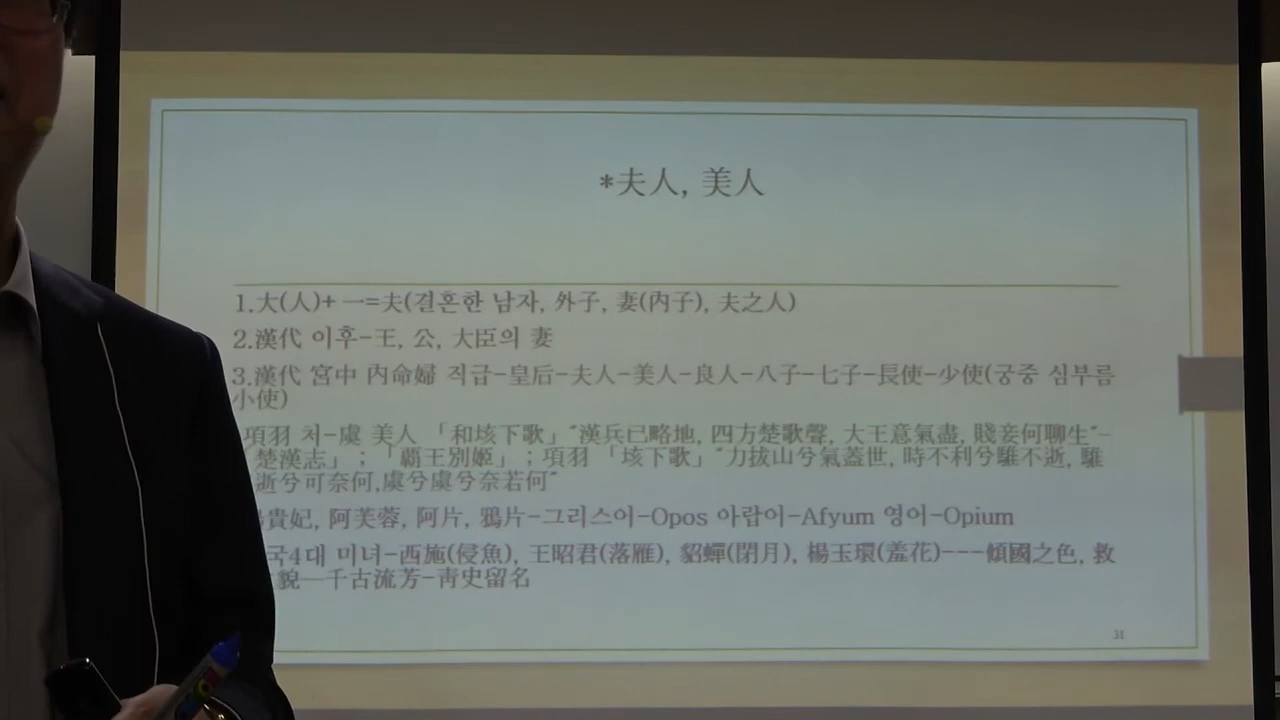 *夫人, 美人
1.大(人)+ 一=夫(결혼한 남자, 外子, 妻(內子), 夫之人)
2.漢代 이후-王, 公, 大臣의 妻
3.漢代 宮中 內命婦 직급-皇后-夫人-美人-良人-八子-七子-長使-少使(궁중 심부름
小使)
項羽 처-虞 美人 「和垓下歌」"漢兵已略地, 四方楚歌聲, 大王意氣盡, 賤妾何聊生"-
楚漢志」;「霸王別姬」; 項羽 「垓下歌」"力拔山兮氣蓋世, 時不利兮騅不逝, 騅
逝兮可奈何,虞兮虞兮奈若何"
貴妃, 阿芙蓉, 阿片, 鴉片-그리스어-Opos 아랍어-Afyum 영어-Opium
국4대 미녀-西施(侵魚), 王昭君(落雁), 貂蟬(閉月), 楊玉環(羞花)---傾國之色, 救
貌—千古流芳-靑史留名
31